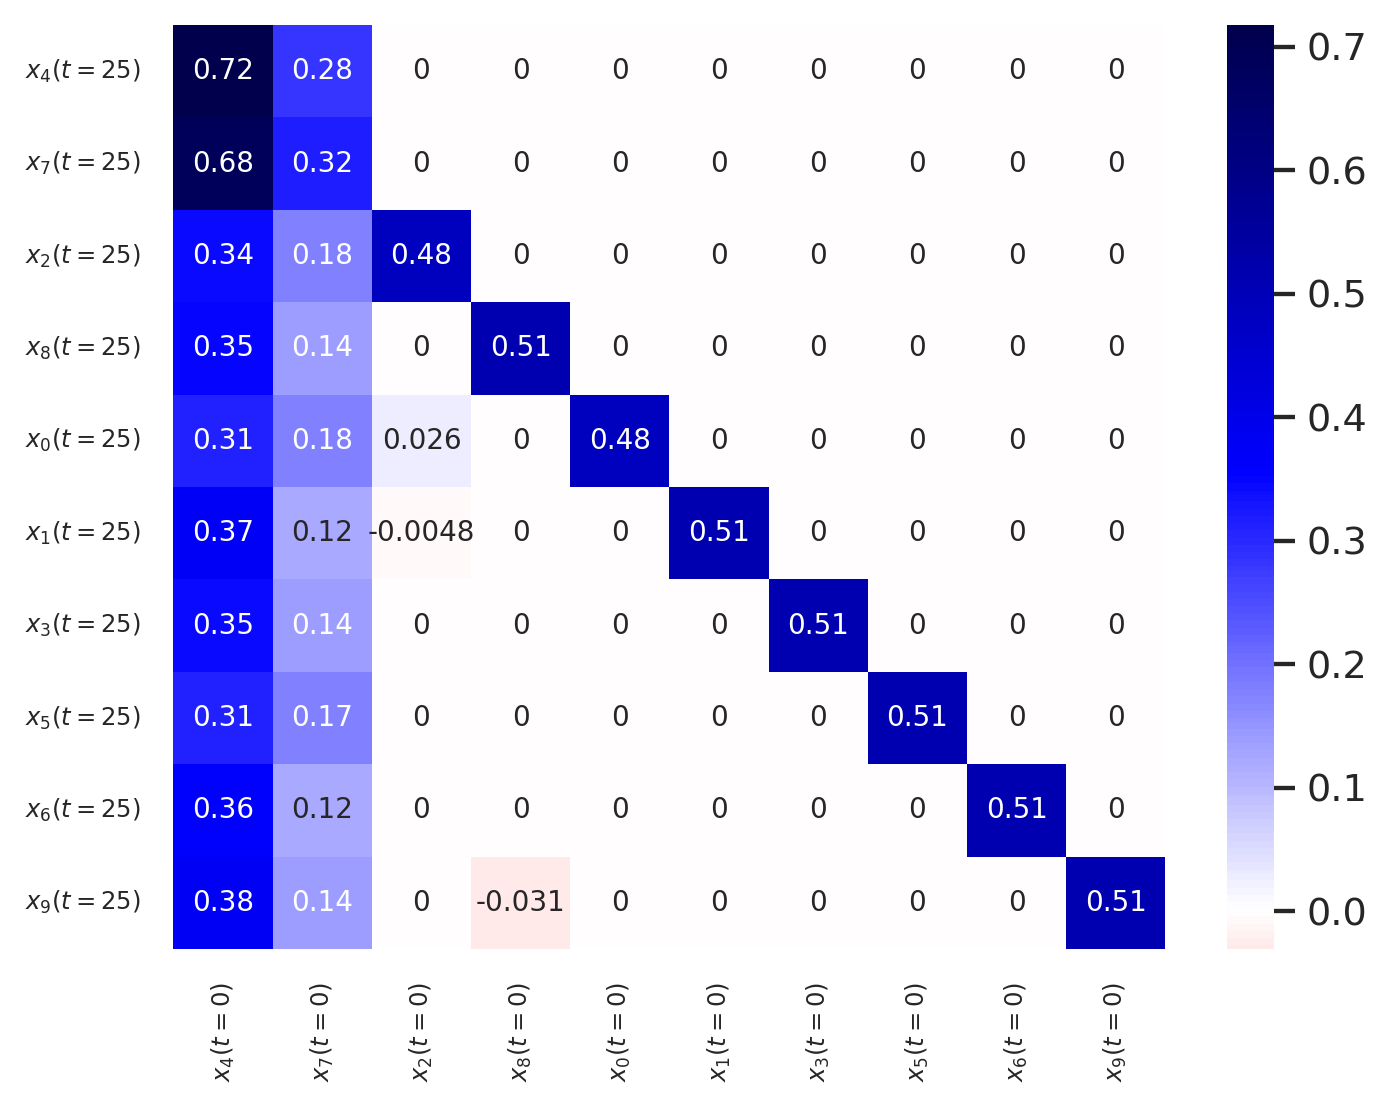 x₄(t = 25) 0.72 0.28 0 0 0 0 0 0 0 0
x₇(t = 25) 0.68 0.32 0 0 0 0 0 0 0 0
x₂(t = 25) 0.34 0.18 0.48 0 0 0 0 0 0 0
x₈(t = 25) 0.35 0.14 0 0.51 0 0 0 0 0 0
x₀(t = 25) 0.31 0.18 0.026 0 0.48 0 0 0 0 0
x₁(t = 25) 0.37 0.12 -0.0048 0 0 0.51 0 0 0 0
x₃(t = 25) 0.35 0.14 0 0 0 0 0.51 0 0 0
x₅(t = 25) 0.31 0.17 0 0 0 0 0 0.51 0 0
x₆(t = 25) 0.36 0.12 0 0 0 0 0 0 0.51 0
x₉(t = 25) 0.38 0.14 0 -0.031 0 0 0 0 0 0.51
x₄(t = 0) x₇(t = 0) x₂(t = 0) x₈(t = 0) x₀(t = 0) x₁(t = 0) x₃(t = 0) x₅(t = 0) x₆(t = 0) x₉(t = 0)
0.7
0.6
0.5
0.4
0.3
0.2
0.1
0.0